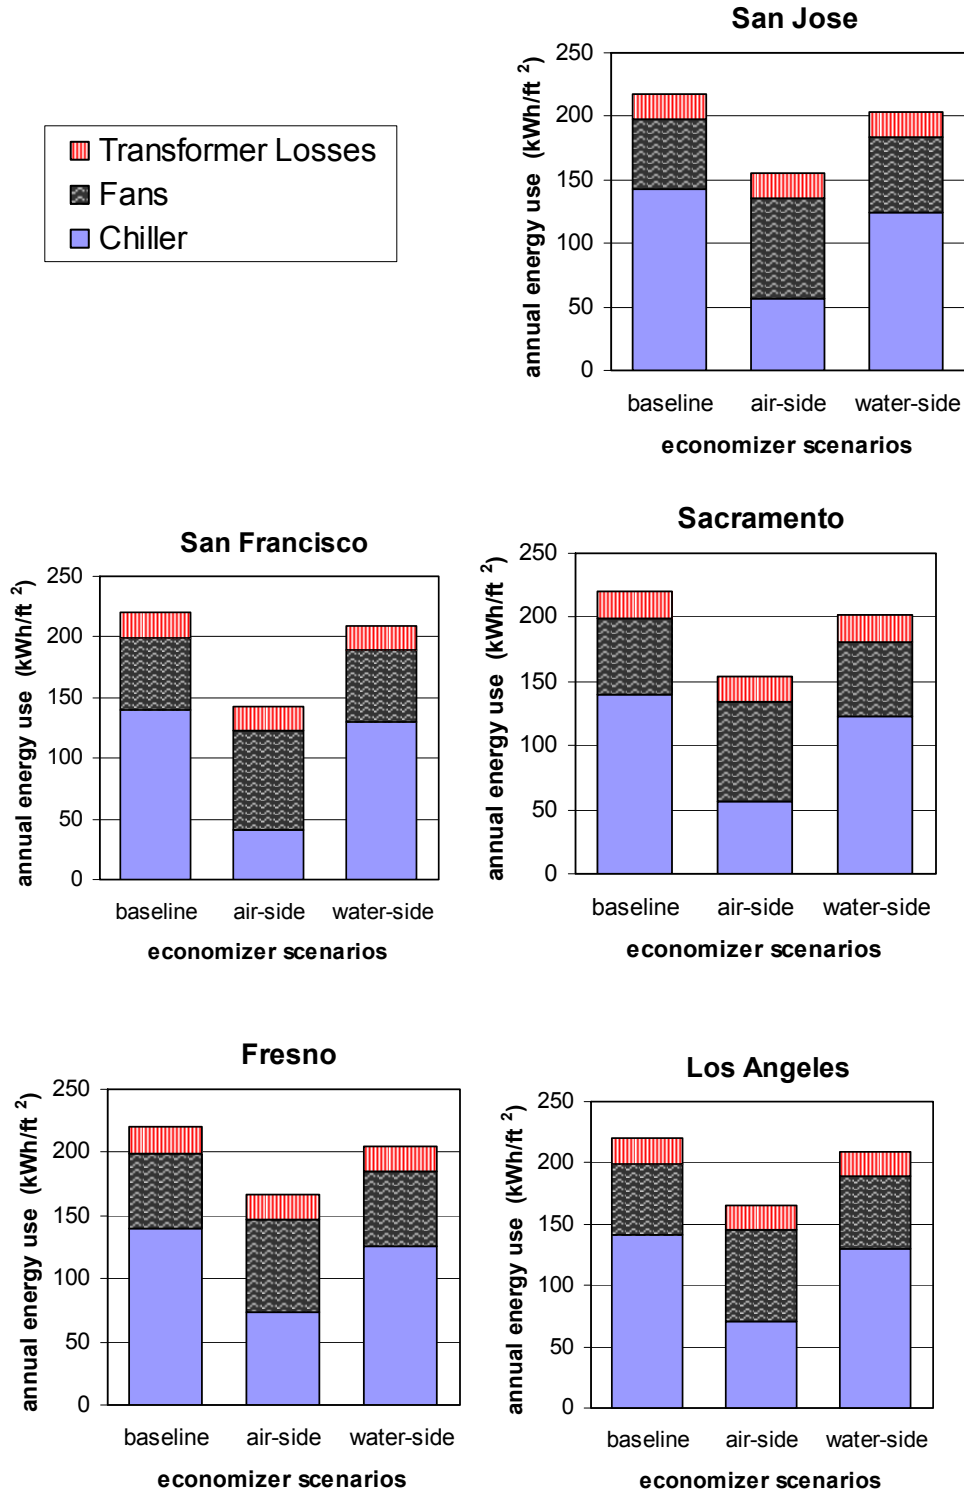 San Jose
annual energy use (kWh/ft 2)
250
200
150
100
50
0
baseline air-side water-side
economizer scenarios
Transformer Losses
Fans
Chiller
San Francisco
annual energy use (kWh/ft 2)
250
200
150
100
50
0
baseline air-side water-side
economizer scenarios
Sacramento
annual energy use (kWh/ft 2)
250
200
150
100
50
0
baseline air-side water-side
economizer scenarios
Fresno
annual energy use (kWh/ft 2)
250
200
150
100
50
0
baseline air-side water-side
economizer scenarios
Los Angeles
annual energy use (kWh/ft 2)
250
200
150
100
50
0
baseline air-side water-side
economizer scenarios